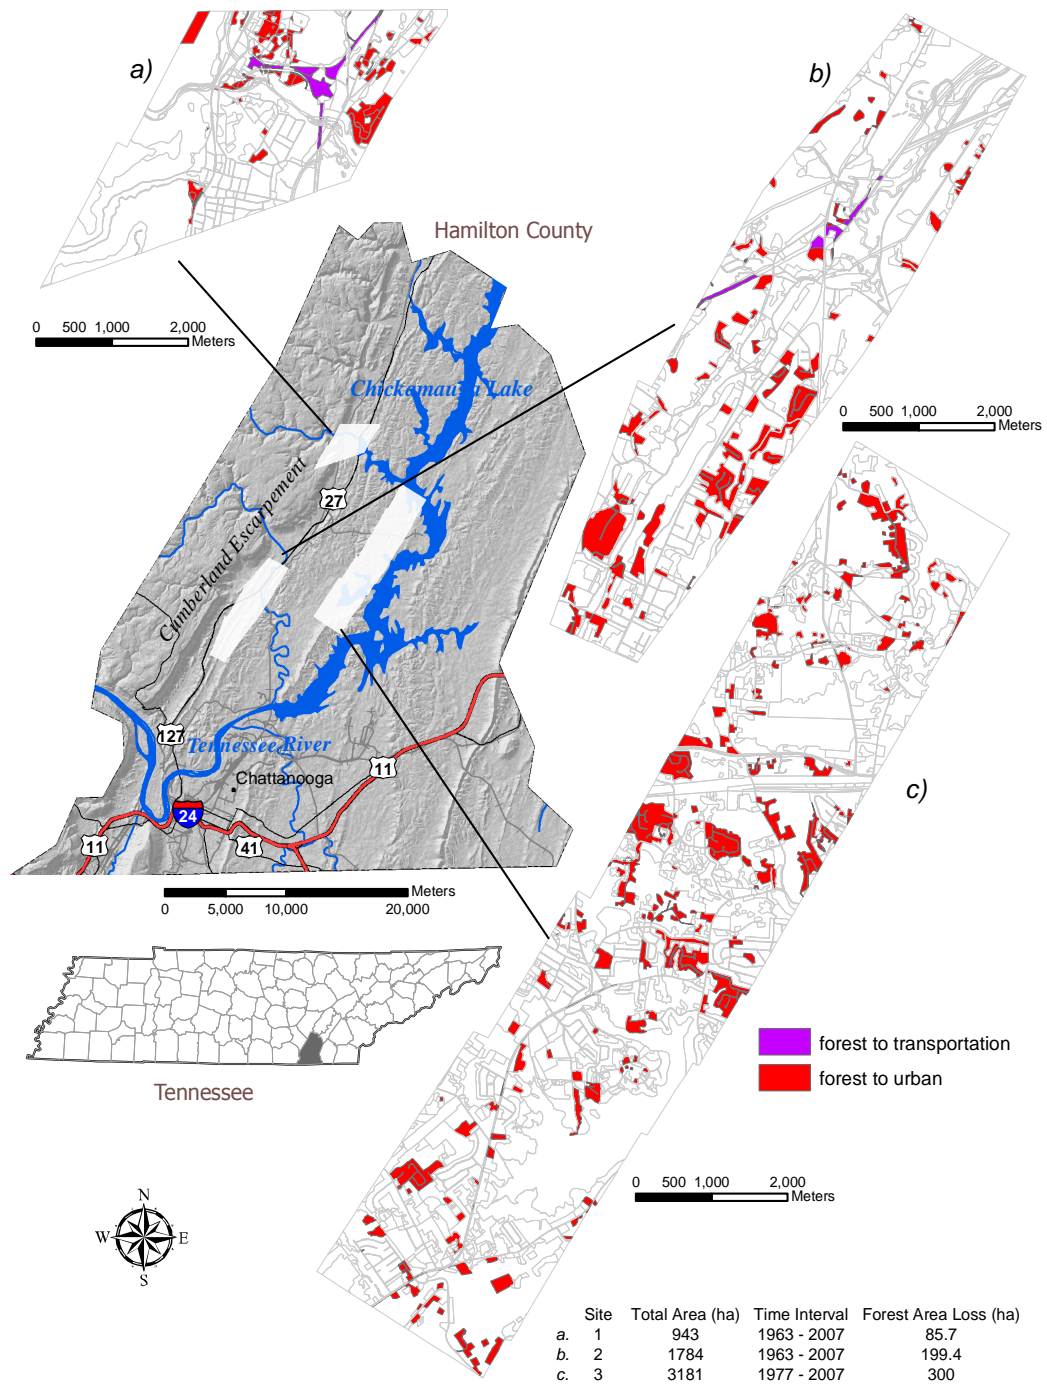 a)
b)
Hamilton County
0 500 1,000 2,000
Meters
Chickamauga Lake
0 500 1,000 2,000
Meters
27
Cumberland Escarpement
127
Tennessee River
11
Chattanooga
c)
24
11
41
Meters
0 5,000 10,000 20,000
forest to transportation
forest to urban
Tennessee
0 500 1,000 2,000
Meters
N
W E
S
Site Total Area (ha) Time Interval Forest Area Loss (ha)
a. 1 943 1963 - 2007 85.7
b. 2 1784 1963 - 2007 199.4
c. 3 3181 1977 - 2007 300